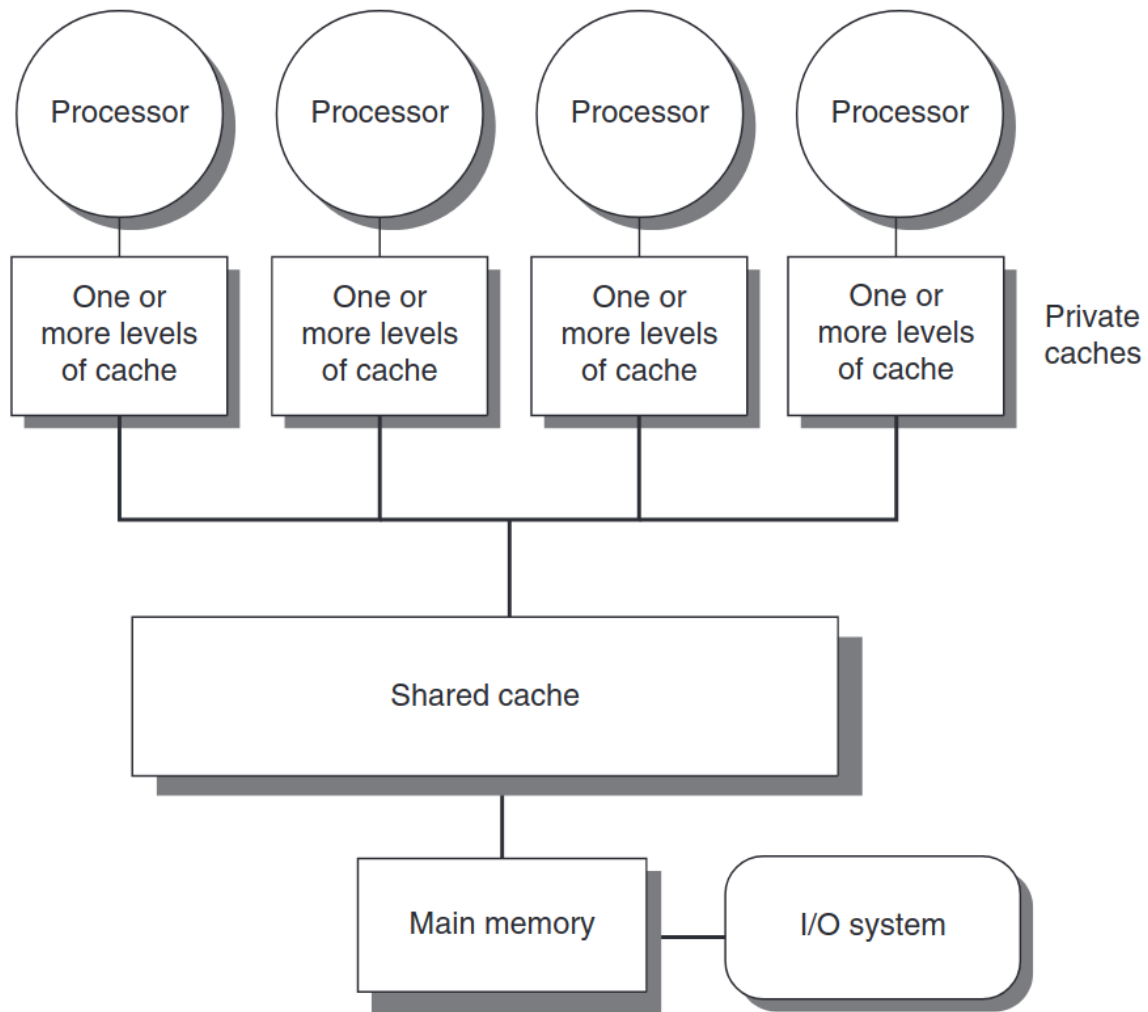 Processor
Processor
Processor
Processor
One or
more levels
of cache
One or
more levels
of cache
One or
more levels
of cache
One or
more levels
of cache
Private
caches
Shared cache
Main memory
I/O system